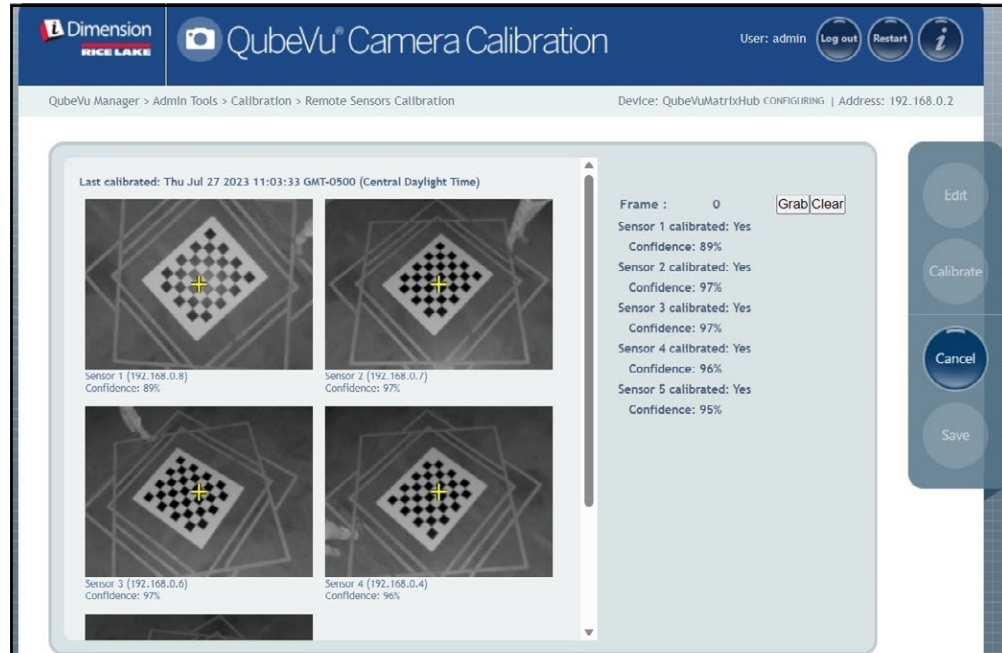 iDimension
RICE LAKE
QubeVu® Camera Calibration
User: admin
Log out
Restart
i
QubeVu Manager > Admin Tools > Calibration > Remote Sensors Calibration
Device: QubeVuMatrixHub CONFIGURING | Address: 192.168.0.2
Last calibrated: Thu Jul 27 2023 11:03:33 GMT-0500 (Central Daylight Time)
Sensor 1 (192.168.0.8)
Confidence: 89%
Sensor 2 (192.168.0.7)
Confidence: 97%
Sensor 3 (192.168.0.6)
Confidence: 97%
Sensor 4 (192.168.0.4)
Confidence: 96%
Frame : 0 Grab Clear
Sensor 1 calibrated: Yes
Confidence: 89%
Sensor 2 calibrated: Yes
Confidence: 97%
Sensor 3 calibrated: Yes
Confidence: 97%
Sensor 4 calibrated: Yes
Confidence: 96%
Sensor 5 calibrated: Yes
Confidence: 95%
Edit
Calibrate
Cancel
Save